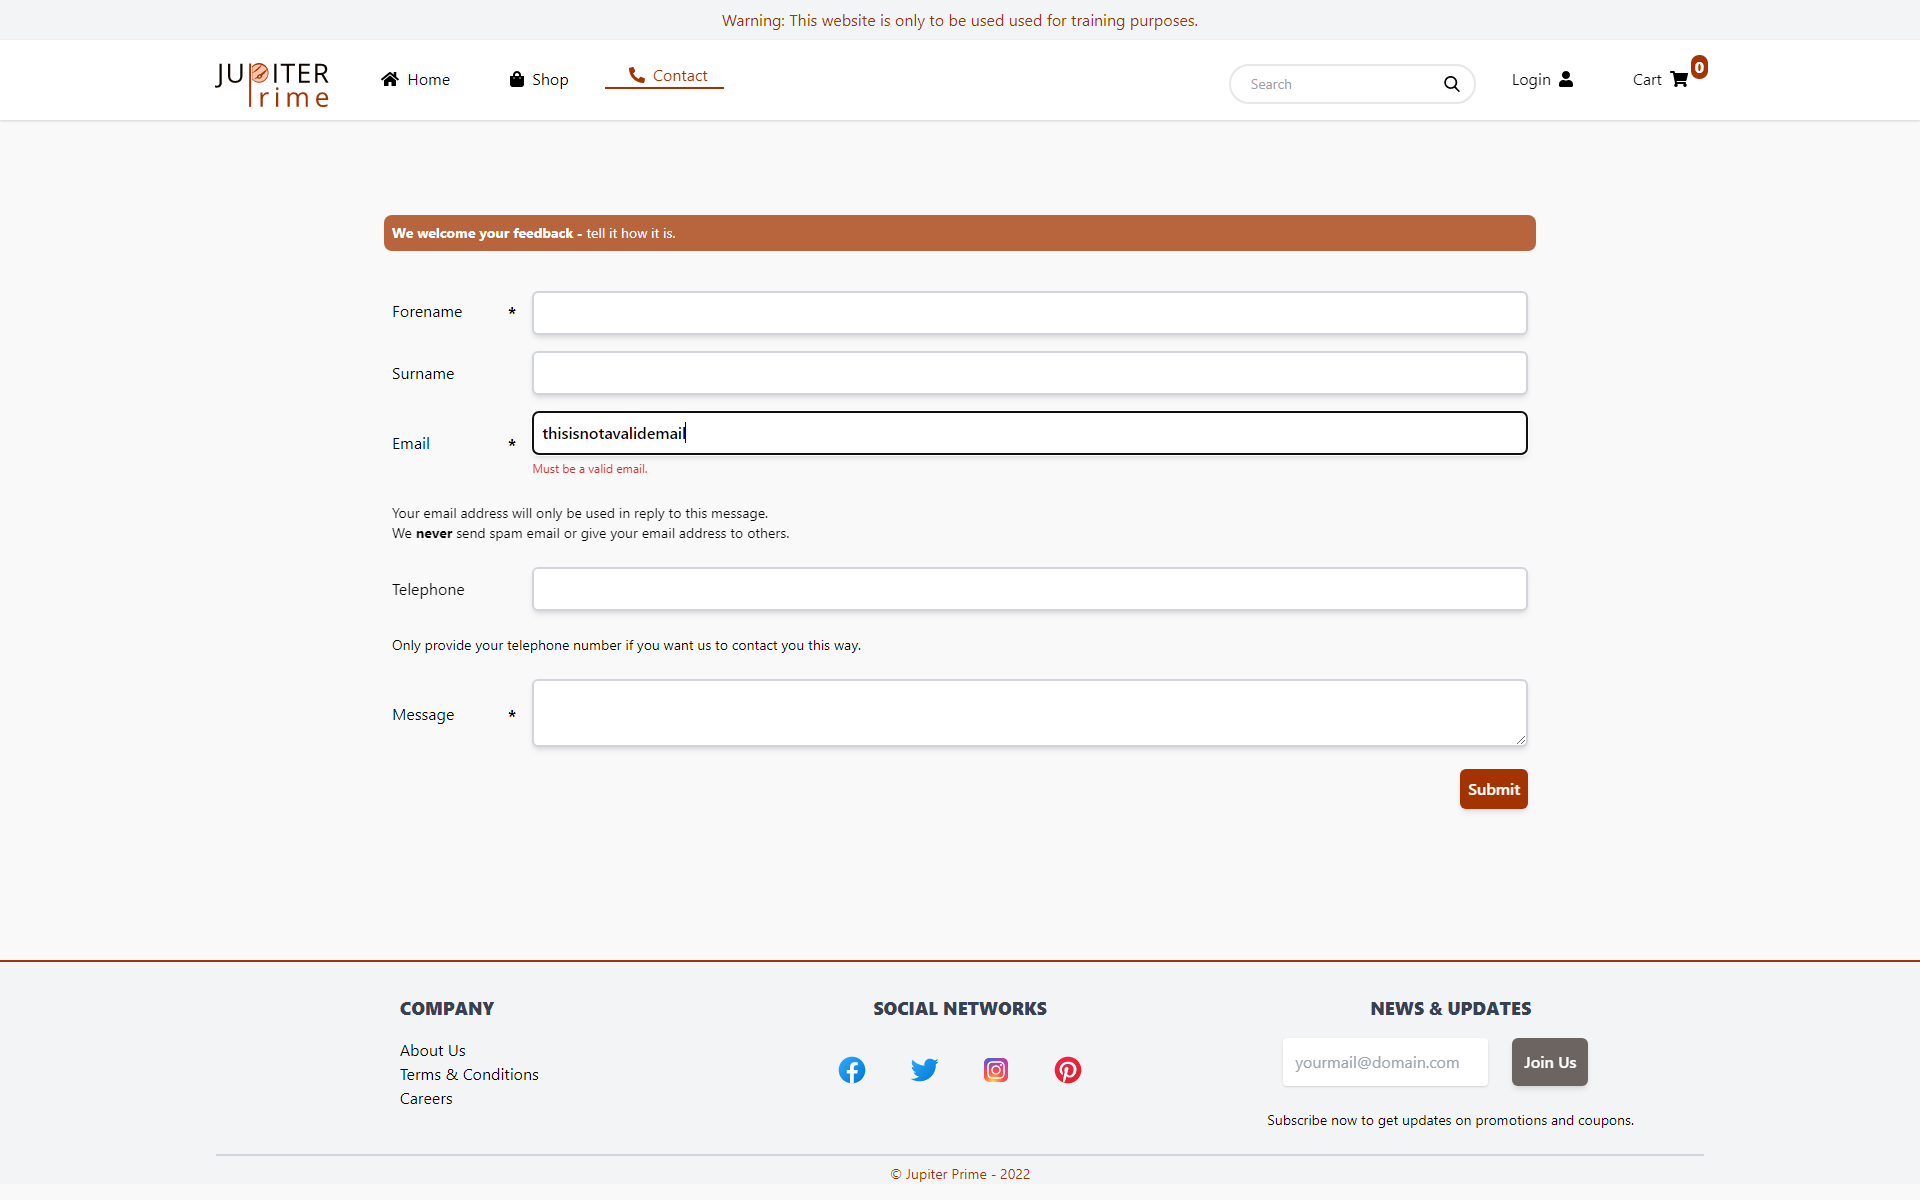 Warning: This website is only to be used used for training purposes.
JUPITER
Prime
Home
Shop
Contact
Search
Login
Cart
0
We welcome your feedback - tell it how it is.
Forename *
Surname
Email *
thisisnotavalidemail
Must be a valid email.
Your email address will only be used in reply to this message.
We never send spam email or give your email address to others.
Telephone
Only provide your telephone number if you want us to contact you this way.
Message *
Submit
COMPANY
About Us
Terms & Conditions
Careers
SOCIAL NETWORKS
NEWS & UPDATES
yourmail@domain.com
Join Us
Subscribe now to get updates on promotions and coupons.
© Jupiter Prime - 2022